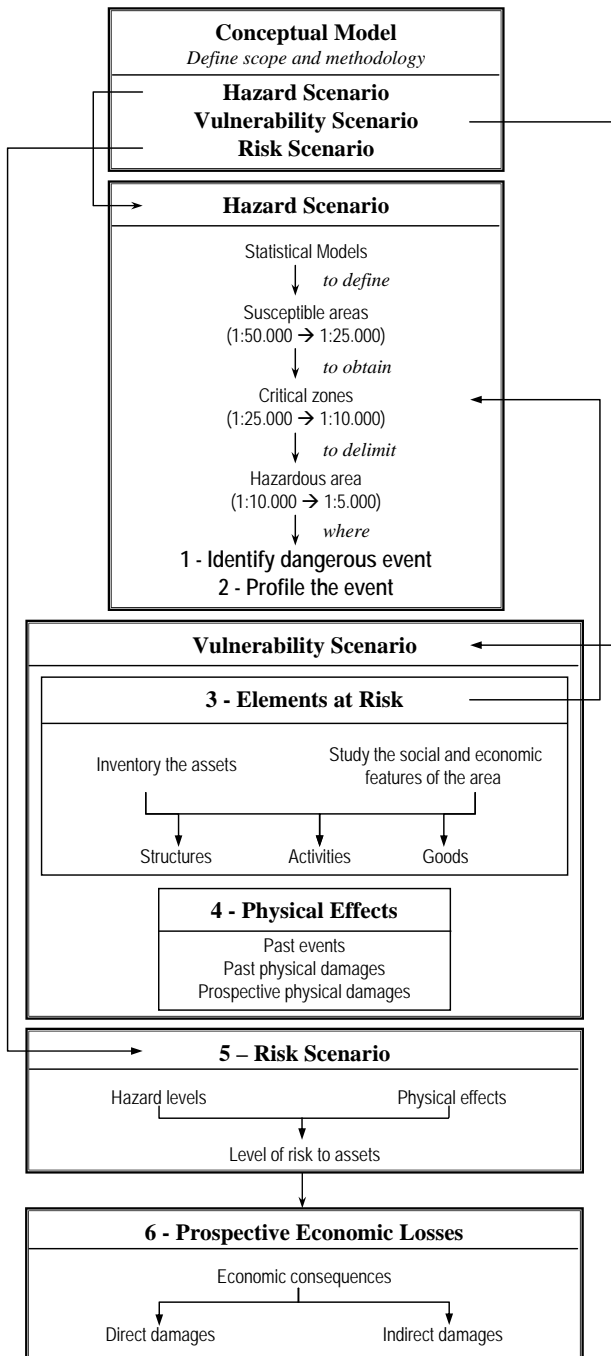 Conceptual Model
Define scope and methodology
Hazard Scenario
Vulnerability Scenario
Risk Scenario
Hazard Scenario
Statistical Models
to define
Susceptible areas
(1:50.000 → 1:25.000)
to obtain
Critical zones
(1:25.000 → 1:10.000)
to delimit
Hazardous area
(1:10.000 → 1:5.000)
where
1 - Identify dangerous event
2 - Profile the event
Vulnerability Scenario
3 - Elements at Risk
Inventory the assets
Study the social and economic
features of the area
Structures
Activities
Goods
4 - Physical Effects
Past events
Past physical damages
Prospective physical damages
5 – Risk Scenario
Hazard levels
Physical effects
Level of risk to assets
6 - Prospective Economic Losses
Economic consequences
Direct damages
Indirect damages